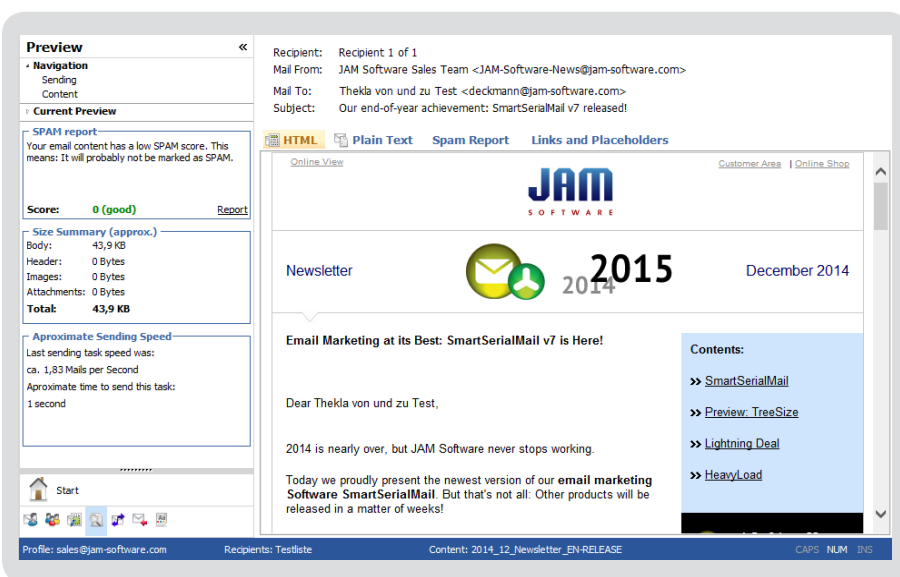 Preview «
Navigation
Sending
Content
Current Preview
SPAM report
Your email content has a low SPAM score. This
means: It will probably not be marked as SPAM.
Score: 0 (good) Report
Size Summary (approx.)
Body: 43,9 KB
Header: 0 Bytes
Images: 0 Bytes
Attachments: 0 Bytes
Total: 43,9 KB
Aproximate Sending Speed
Last sending task speed was:
ca. 1,83 Mails per Second
Aproximate time to send this task:
1 second
Start
Recipient: Recipient 1 of 1
Mail From: JAM Software Sales Team <JAM-Software-News@jam-software.com>
Mail To: Thekla von und zu Test <deckmann@jam-software.com>
Subject: Our end-of-year achievement: SmartSerialMail v7 released!
HTML Plain Text Spam Report Links and Placeholders
Online View Customer Area | Online Shop
JAM
SOFTWARE
Newsletter 2014 2015 December 2014
Email Marketing at its Best: SmartSerialMail v7 is Here!
Dear Thekla von und zu Test,
2014 is nearly over, but JAM Software never stops working.
Today we proudly present the newest version of our email marketing
Software SmartSerialMail. But that's not all: Other products will be
released in a matter of weeks!
Contents:
>> SmartSerialMail
>> Preview: TreeSize
>> Lightning Deal
>> HeavyLoad
Profile: sales@jam-software.com Recipients: Testliste Content: 2014_12_Newsletter_EN-RELEASE CAPS NUM INS